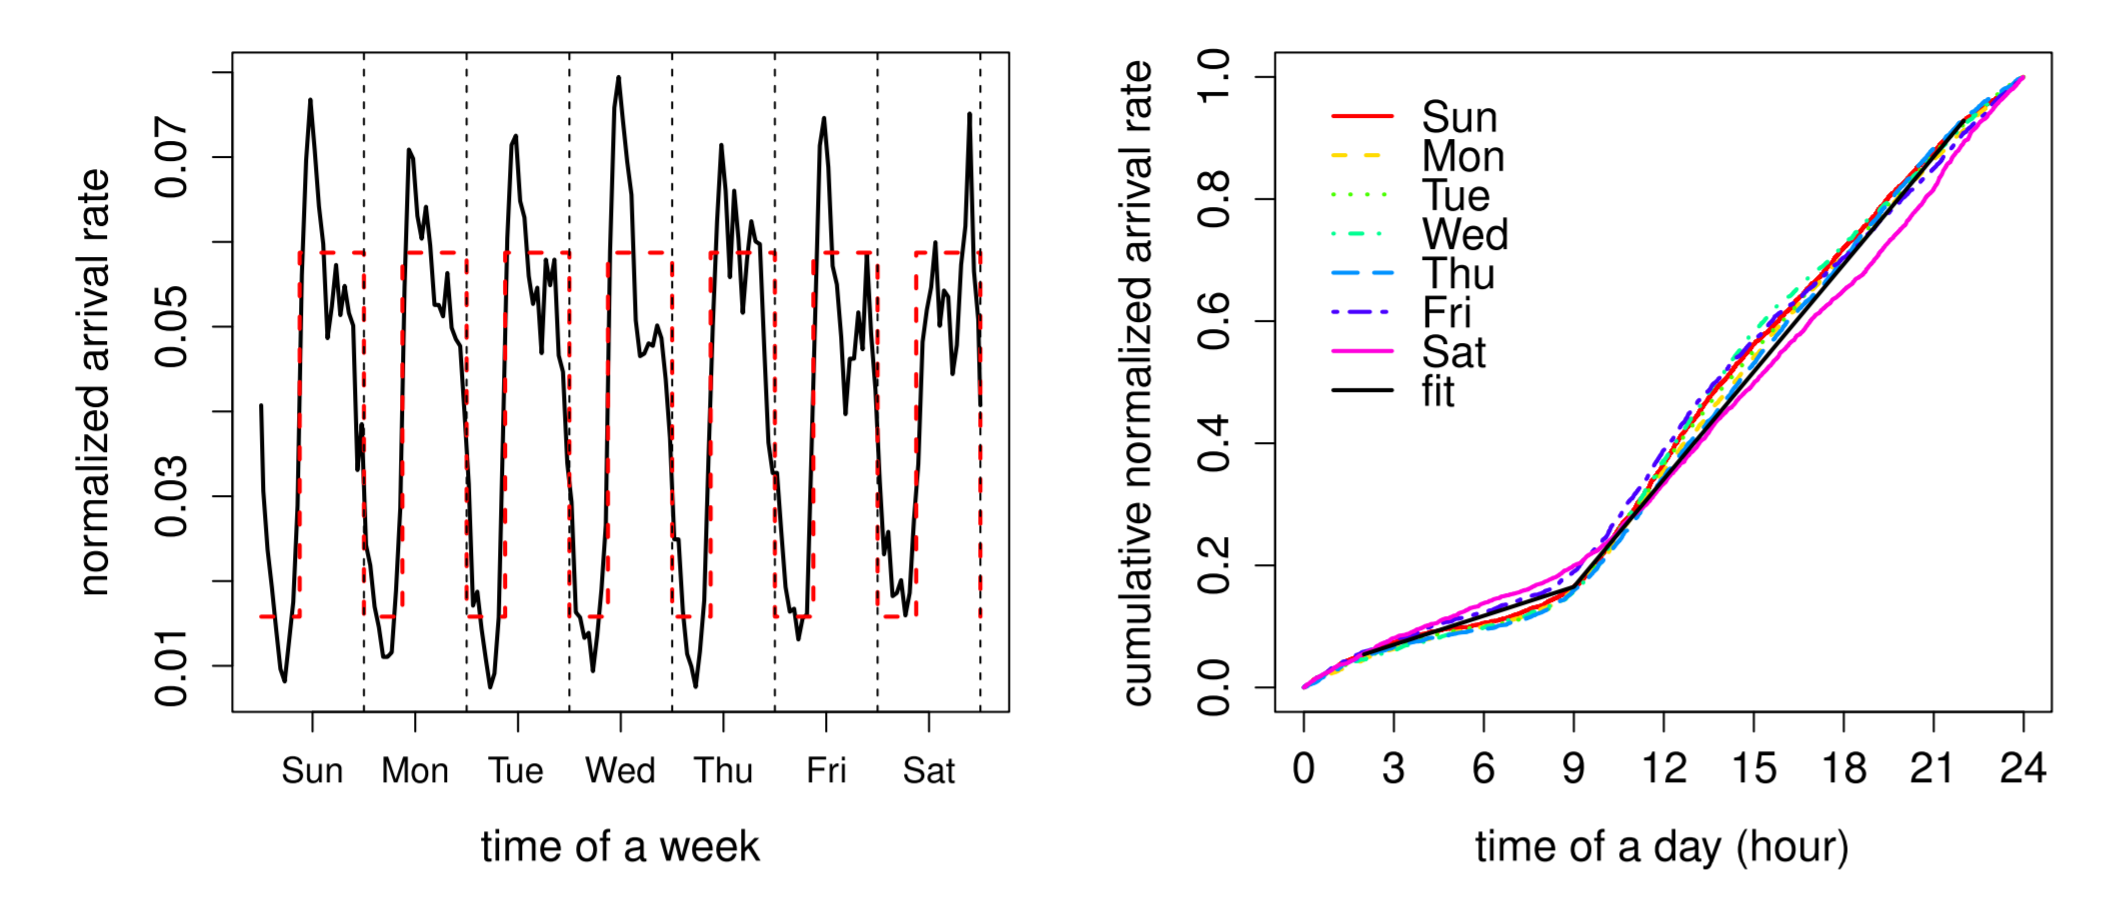 normalized arrival rate
0.01 0.03 0.05 0.07
Sun Mon Tue Wed Thu Fri Sat
time of a week
cumulative normalized arrival rate
0.0 0.2 0.4 0.6 0.8 1.0
Sun
Mon
Tue
Wed
Thu
Fri
Sat
fit
0 3 6 9 12 15 18 21 24
time of a day (hour)